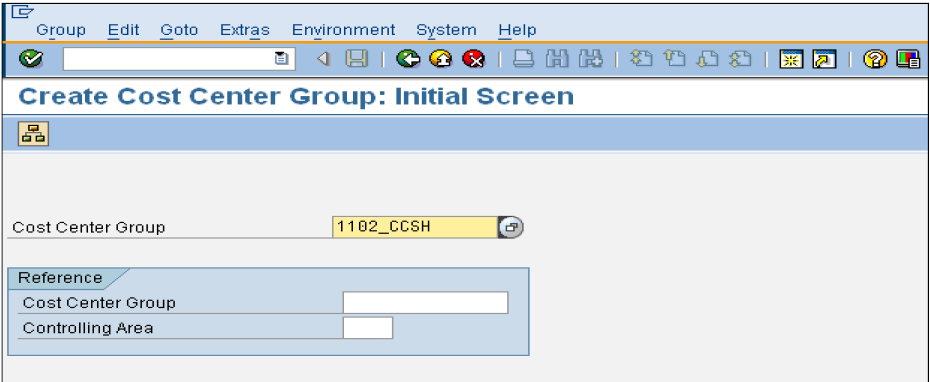 Group Edit Goto Extras Environment System Help
Create Cost Center Group: Initial Screen
Cost Center Group 1102_CCSH
Reference
Cost Center Group
Controlling Area